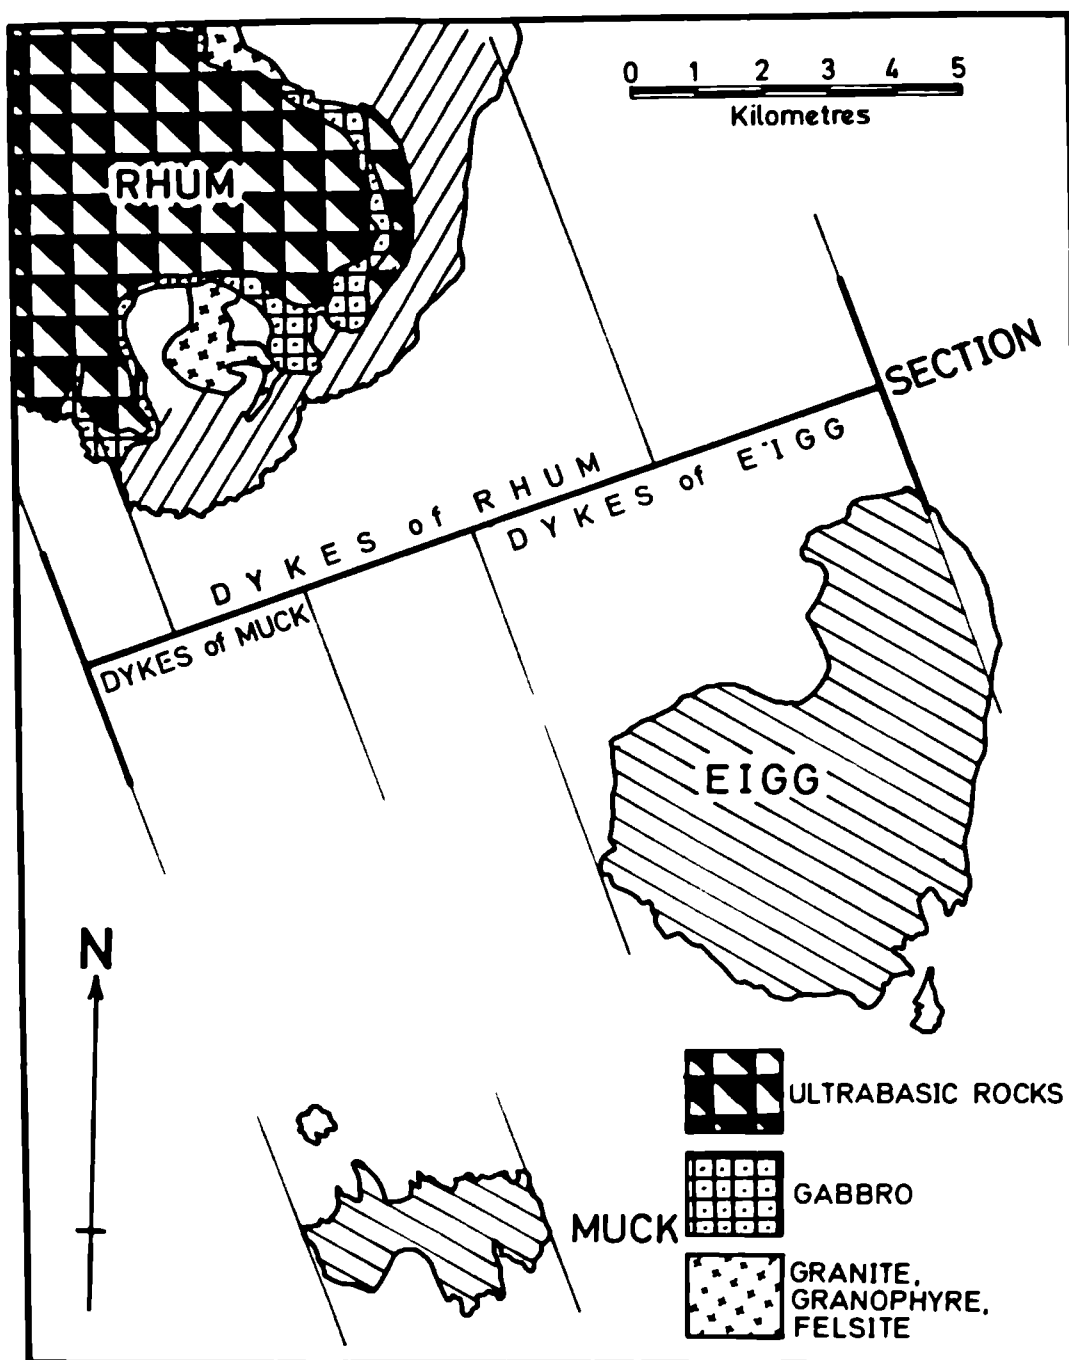 0 1 2 3 4 5
Kilometres
RHUM
SECTION
DYKES of RHUM
DYKES of EIGG
DYKES of MUCK
EIGG
N
MUCK
ULTRABASIC ROCKS
GABBRO
GRANITE,
GRANOPHYRE,
FELSITE